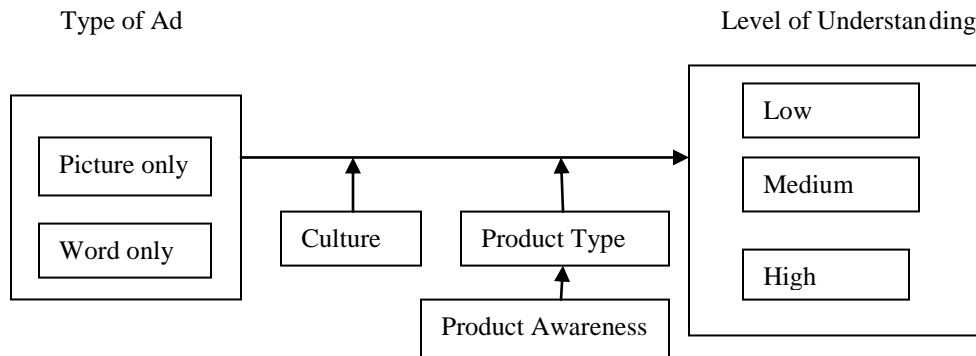 Type of Ad
Level of Understanding
Picture only
Word only
Culture
Product Type
Product Awareness
Low
Medium
High